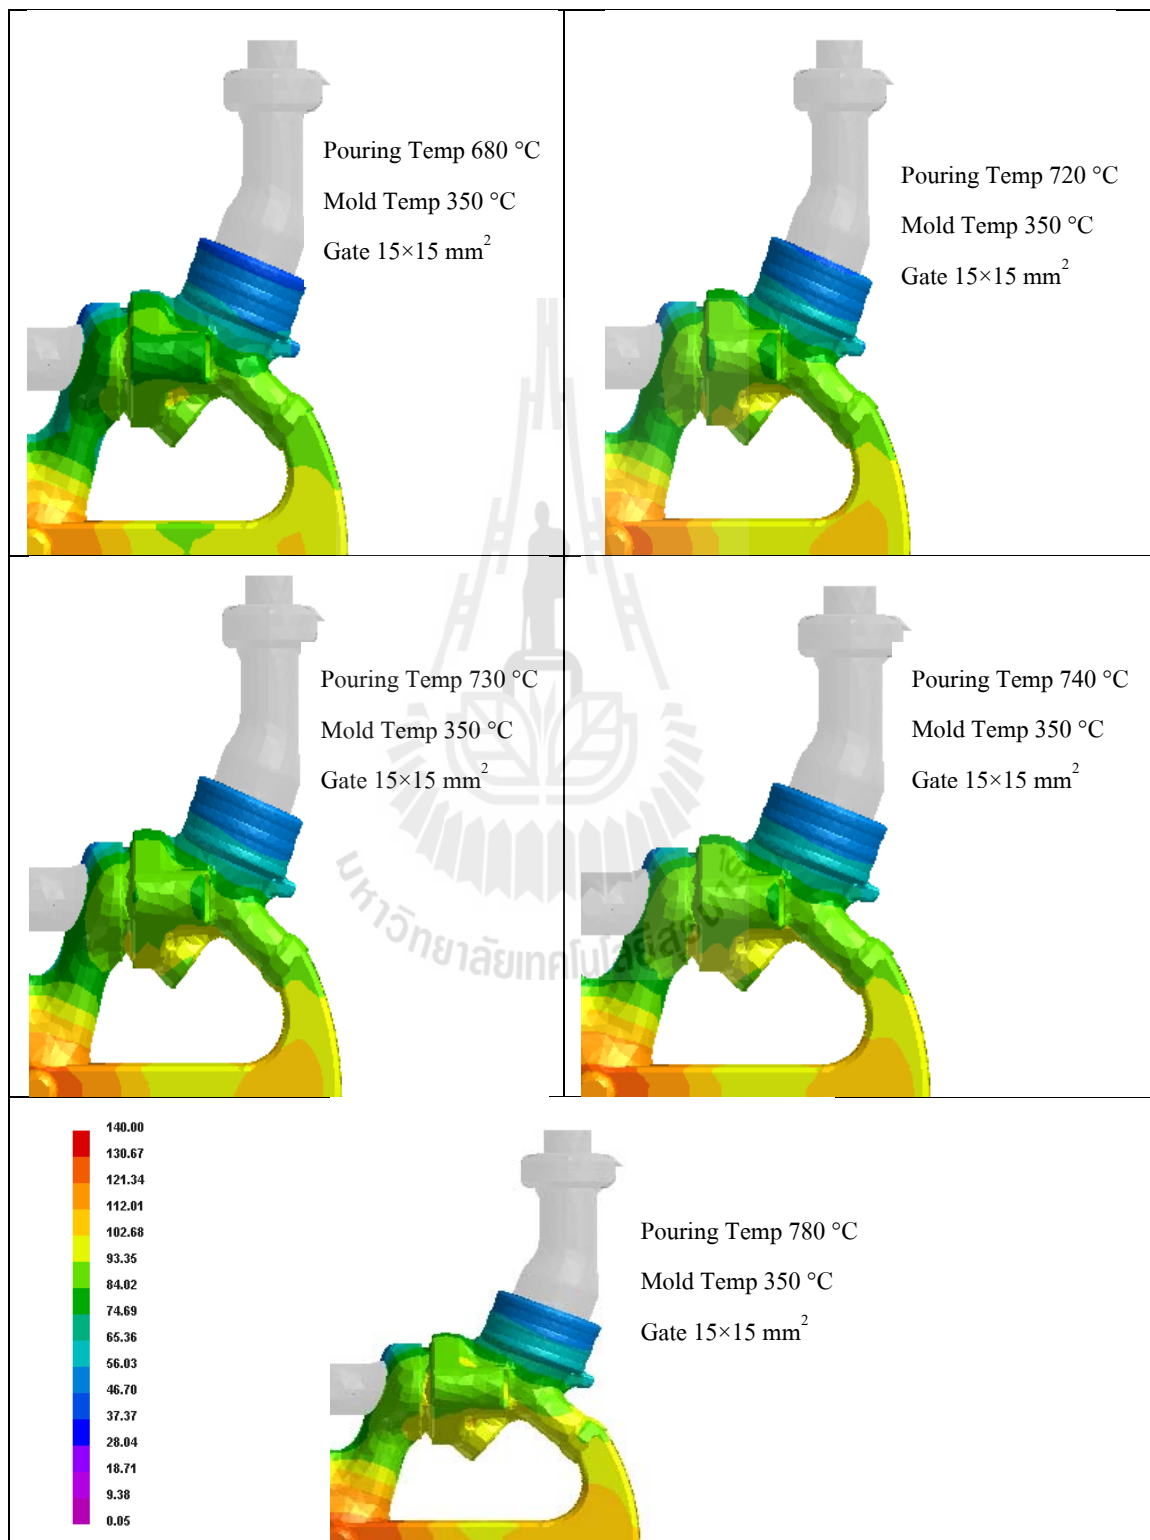 Pouring Temp 680 °C
Mold Temp 350 °C
Gate 15×15 mm²
Pouring Temp 720 °C
Mold Temp 350 °C
Gate 15×15 mm²
Pouring Temp 730 °C
Mold Temp 350 °C
Gate 15×15 mm²
Pouring Temp 740 °C
Mold Temp 350 °C
Gate 15×15 mm²
140.00
130.67
121.34
112.01
102.68
93.35
84.02
74.69
65.36
56.03
46.70
37.37
28.04
18.71
9.38
0.05
Pouring Temp 780 °C
Mold Temp 350 °C
Gate 15×15 mm²